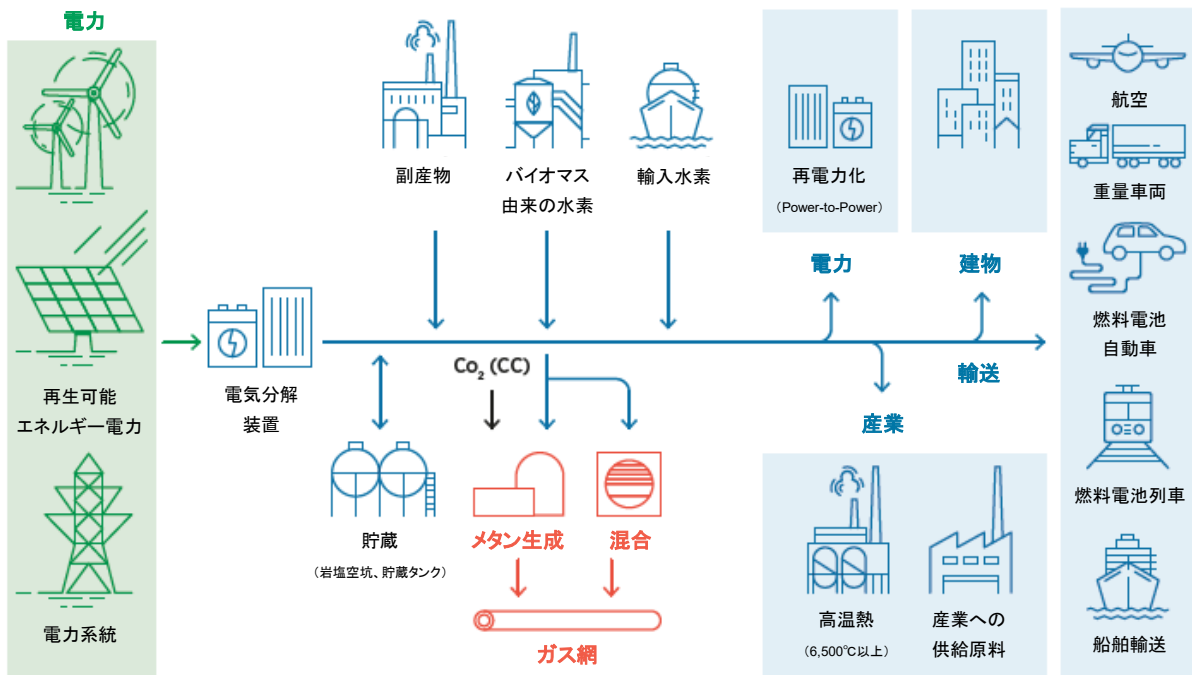 電力
再生可能
エネルギー電力
電力系統
電気分解
装置
副産物
バイオマス
由来の水素
輸入水素
Co₂ (CC)
貯蔵
（岩塩空坑、貯蔵タンク）
メタン生成
混合
ガス網
再電力化
（Power-to-Power）
電力
建物
輸送
産業
高温熱
（6,500℃以上）
産業への
供給原料
航空
重量車両
燃料電池
自動車
燃料電池列車
船舶輸送